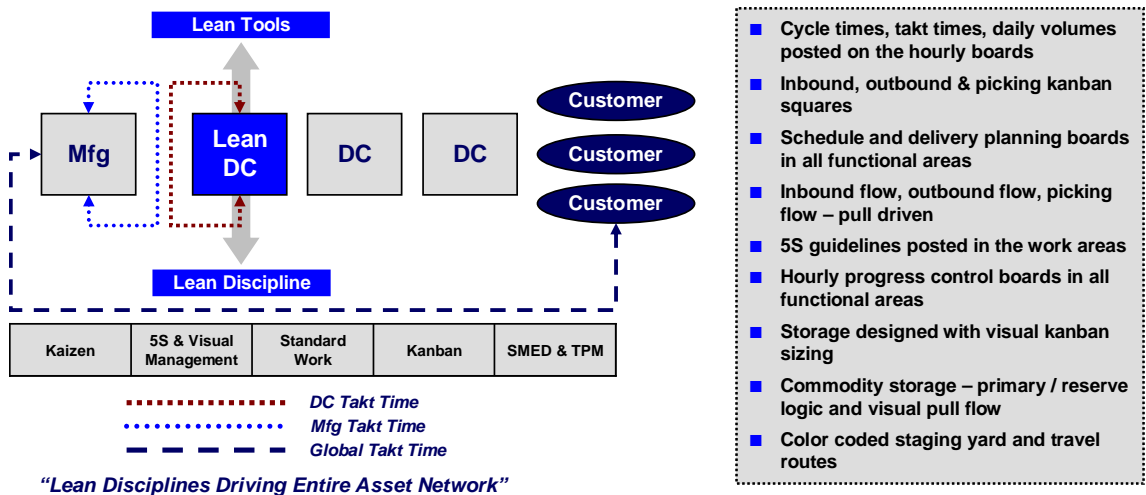 Lean Tools
Mfg
Lean
DC
DC
DC
Customer
Customer
Customer
Lean Discipline
Kaizen
5S & Visual
Management
Standard
Work
Kanban
SMED & TPM
DC Takt Time
Mfg Takt Time
Global Takt Time
“Lean Disciplines Driving Entire Asset Network”
Cycle times, takt times, daily volumes
posted on the hourly boards
Inbound, outbound & picking kanban
squares
Schedule and delivery planning boards
in all functional areas
Inbound flow, outbound flow, picking
flow – pull driven
5S guidelines posted in the work areas
Hourly progress control boards in all
functional areas
Storage designed with visual kanban
sizing
Commodity storage – primary / reserve
logic and visual pull flow
Color coded staging yard and travel
routes